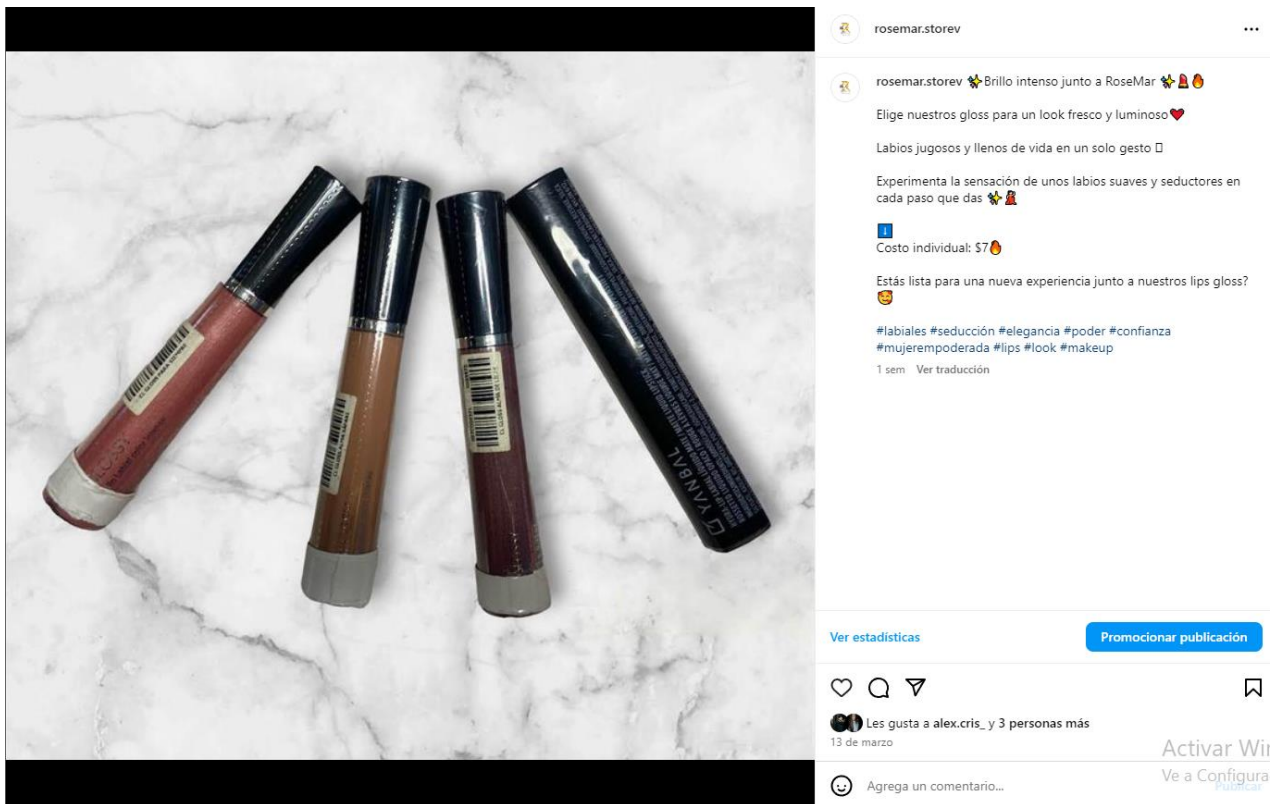 rosemar.storev
rosemar.storev ✨Brillo intenso junto a RoseMar ✨💄🔥
Elige nuestros gloss para un look fresco y luminoso❤️
Labios jugosos y llenos de vida en un solo gesto
Experimenta la sensación de unos labios suaves y seductores en
cada paso que das ✨💃
⬇️
Costo individual: $7🔥
Estás lista para una nueva experiencia junto a nuestros lips gloss?
🥰
#labiales #seducción #elegancia #poder #confianza
#mujerempoderada #lips #look #makeup
1 sem Ver traducción
YANBAL
Ver estadísticas
Promocionar publicación
Les gusta a alex.cris_ y 3 personas más
13 de marzo
Agrega un comentario...
Publicar
Activar Wi
Ve a Configura